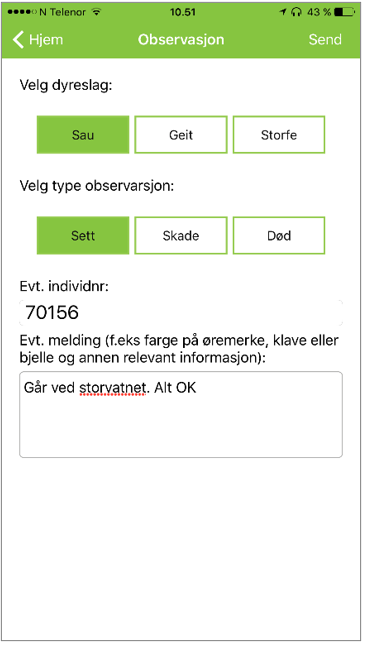 N Telenor 10.51 43 %
Hjem Observasjon Send
Velg dyreslag:
Sau Geit Storfe
Velg type observarsjon:
Sett Skade Død
Evt. individnr:
70156
Evt. melding (f.eks farge på øremerke, klave eller
bjelle og annen relevant informasjon):
Går ved storvatnet. Alt OK